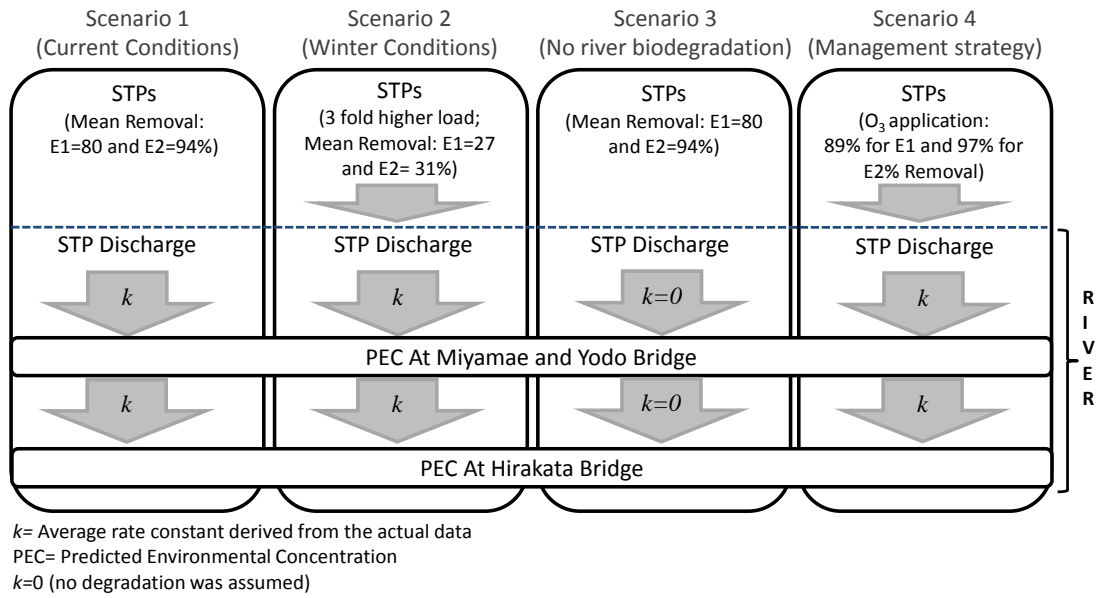 Scenario 1
(Current Conditions)
Scenario 2
(Winter Conditions)
Scenario 3
(No river biodegradation)
Scenario 4
(Management strategy)
STPs
(Mean Removal:
E1=80 and E2=94%)
STPs
(3 fold higher load;
Mean Removal: E1=27
and E2= 31%)
STPs
(Mean Removal: E1=80
and E2=94%)
STPs
(O3 application:
89% for E1 and 97% for
E2% Removal)
STP Discharge
STP Discharge
STP Discharge
STP Discharge
k
k
k=0
k
PEC At Miyamae and Yodo Bridge
k
k
k=0
k
PEC At Hirakata Bridge
R
I
V
E
R
k= Average rate constant derived from the actual data
PEC= Predicted Environmental Concentration
k=0 (no degradation was assumed)